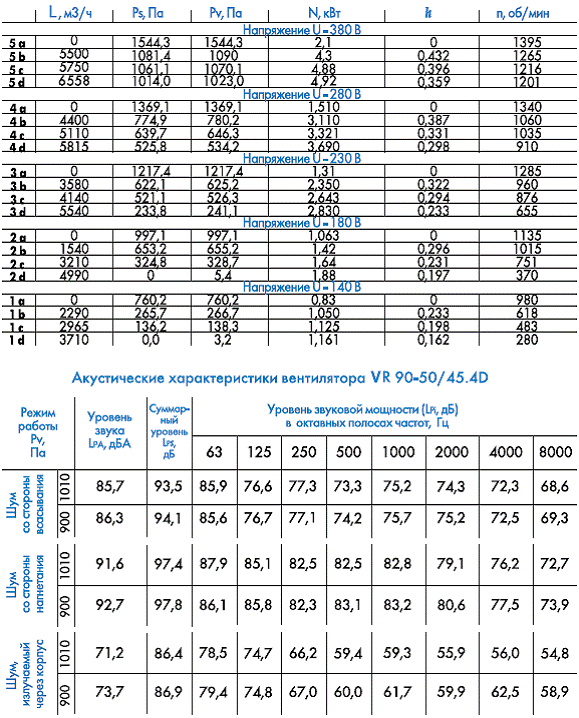 L, м3/ч Ps, Па Pv, Па N, кВт n, об/мин
Напряжение U=380 В
5a 0 1544,3 1544,3 2,1 0 1395
5b 5500 1081,4 1090 4,3 0,432 1265
5c 5750 1061,1 1070,1 4,88 0,396 1216
5d 6558 1014,0 1023,0 4,92 0,359 1201
Напряжение U=280 В
4a 0 1369,1 1369,1 1,510 0 1340
4b 4400 774,9 780,2 3,110 0,387 1060
4c 5110 639,7 646,3 3,321 0,331 1035
4d 5815 525,8 534,2 3,690 0,298 910
Напряжение U=230 В
3a 0 1217,4 1217,4 1,31 0 1285
3b 3580 622,1 625,2 2,350 0,322 960
3c 4140 521,1 526,3 2,643 0,294 876
3d 5540 233,8 241,1 2,830 0,233 655
Напряжение U=180 В
2a 0 997,1 997,1 1,063 0 1135
2b 1540 653,2 655,2 1,42 0,296 1015
2c 3210 324,8 328,7 1,64 0,231 751
2d 4990 0 5,4 1,88 0,197 370
Напряжение U=140 В
1a 0 760,2 760,2 0,83 0 980
1b 2290 265,7 266,7 1,050 0,233 618
1c 2965 136,2 138,3 1,125 0,198 483
1d 3710 0,0 3,2 1,161 0,162 280
Акустические характеристики вентилятора VR 90-50/45.4D
Режим работы Pv, Па
Уровень звука LPA, дБА
Суммарный уровень LPS, дБ
Уровень звуковой мощности (LPi, дБ)
в октавных полосах частот, Гц
63 125 250 500 1000 2000 4000 8000
Шум со стороны всасывания
1010 85,7 93,5 85,9 76,6 77,3 73,3 75,2 74,3 72,3 68,6
900 86,3 94,1 85,6 76,7 77,1 74,2 75,7 75,2 72,5 69,3
Шум со стороны нагнетания
1010 91,6 97,4 87,9 85,1 82,5 82,5 82,8 79,1 76,2 72,7
900 92,7 97,8 86,1 85,8 82,3 83,1 83,2 80,6 77,5 73,9
Шум, излучаемый через корпус
1010 71,2 86,4 78,5 74,7 66,2 59,4 59,3 55,9 56,0 54,8
900 73,7 86,9 79,4 74,8 67,0 60,0 61,7 59,9 62,5 58,9